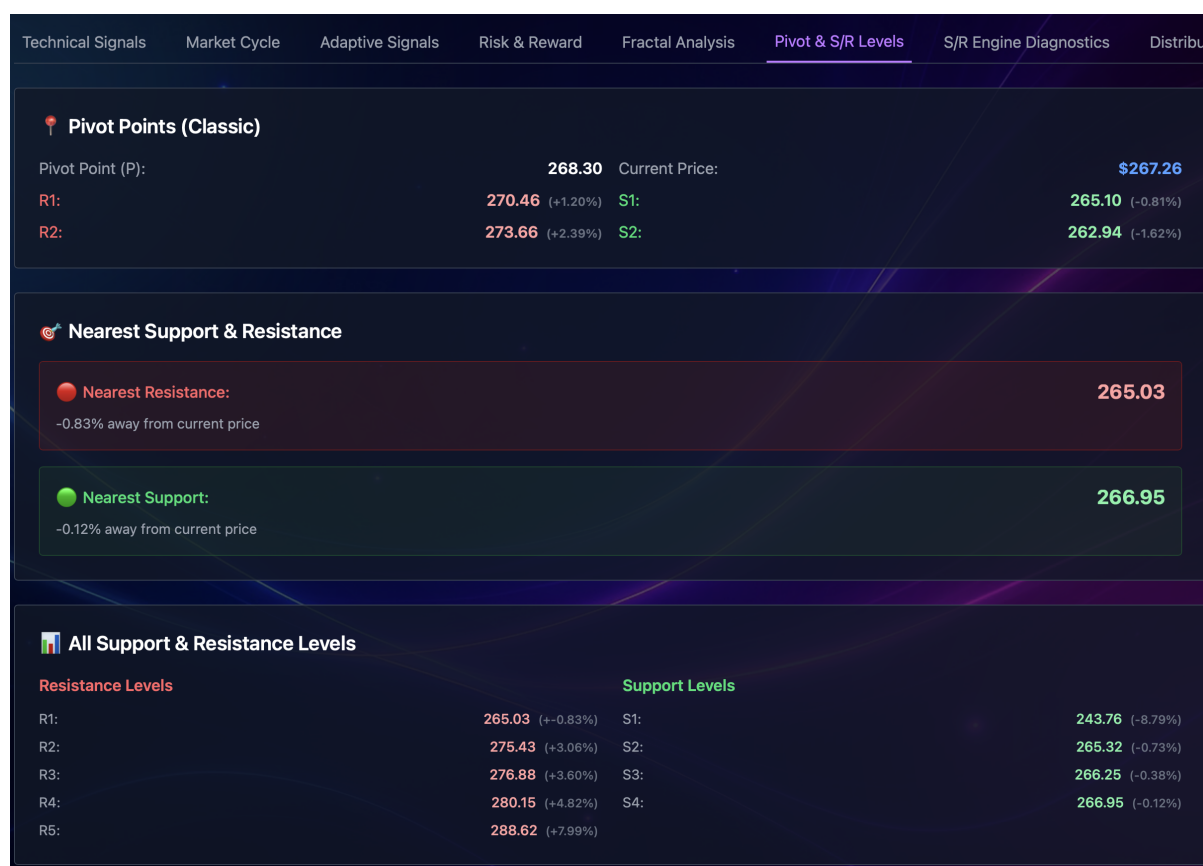 Technical Signals Market Cycle Adaptive Signals Risk & Reward Fractal Analysis Pivot & S/R Levels S/R Engine Diagnostics Distribu
Pivot Points (Classic)
Pivot Point (P): 268.30 Current Price: $267.26
R1: 270.46 (+1.20%) S1: 265.10 (-0.81%)
R2: 273.66 (+2.39%) S2: 262.94 (-1.62%)
Nearest Support & Resistance
Nearest Resistance: 265.03
-0.83% away from current price
Nearest Support: 266.95
-0.12% away from current price
All Support & Resistance Levels
Resistance Levels Support Levels
R1: 265.03 (+-0.83%) S1: 243.76 (-8.79%)
R2: 275.43 (+3.06%) S2: 265.32 (-0.73%)
R3: 276.88 (+3.60%) S3: 266.25 (-0.38%)
R4: 280.15 (+4.82%) S4: 266.95 (-0.12%)
R5: 288.62 (+7.99%)